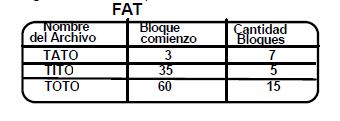 FAT
Nombre del Archivo Bloque comienzo Cantidad Bloques
TATO 3 7
TITO 35 5
TOTO 60 15